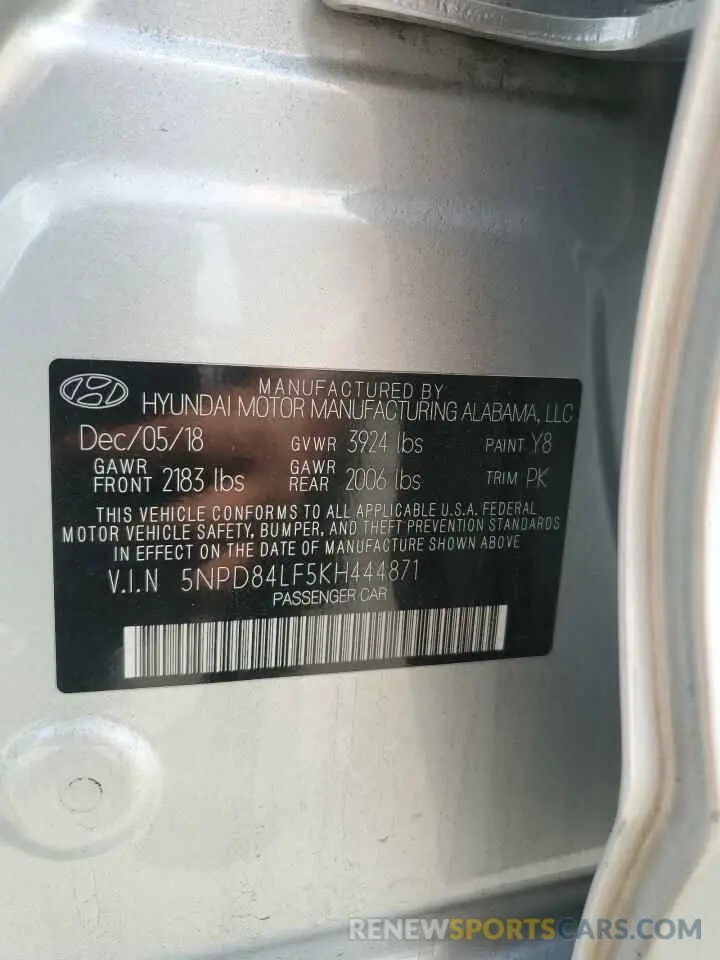 MANUFACTURED BY
HYUNDAI MOTOR MANUFACTURING ALABAMA, LLC
Dec/05/18 GVWR 3924 lbs PAINT Y8
GAWR FRONT 2183 lbs GAWR REAR 2006 lbs TRIM PK
THIS VEHICLE CONFORMS TO ALL APPLICABLE U.S.A. FEDERAL
MOTOR VEHICLE SAFETY, BUMPER, AND THEFT PREVENTION STANDARDS
IN EFFECT ON THE DATE OF MANUFACTURE SHOWN ABOVE
V.I.N 5NPD84LF5KH444871
PASSENGER CAR
RENEWSPORTSCARS.COM